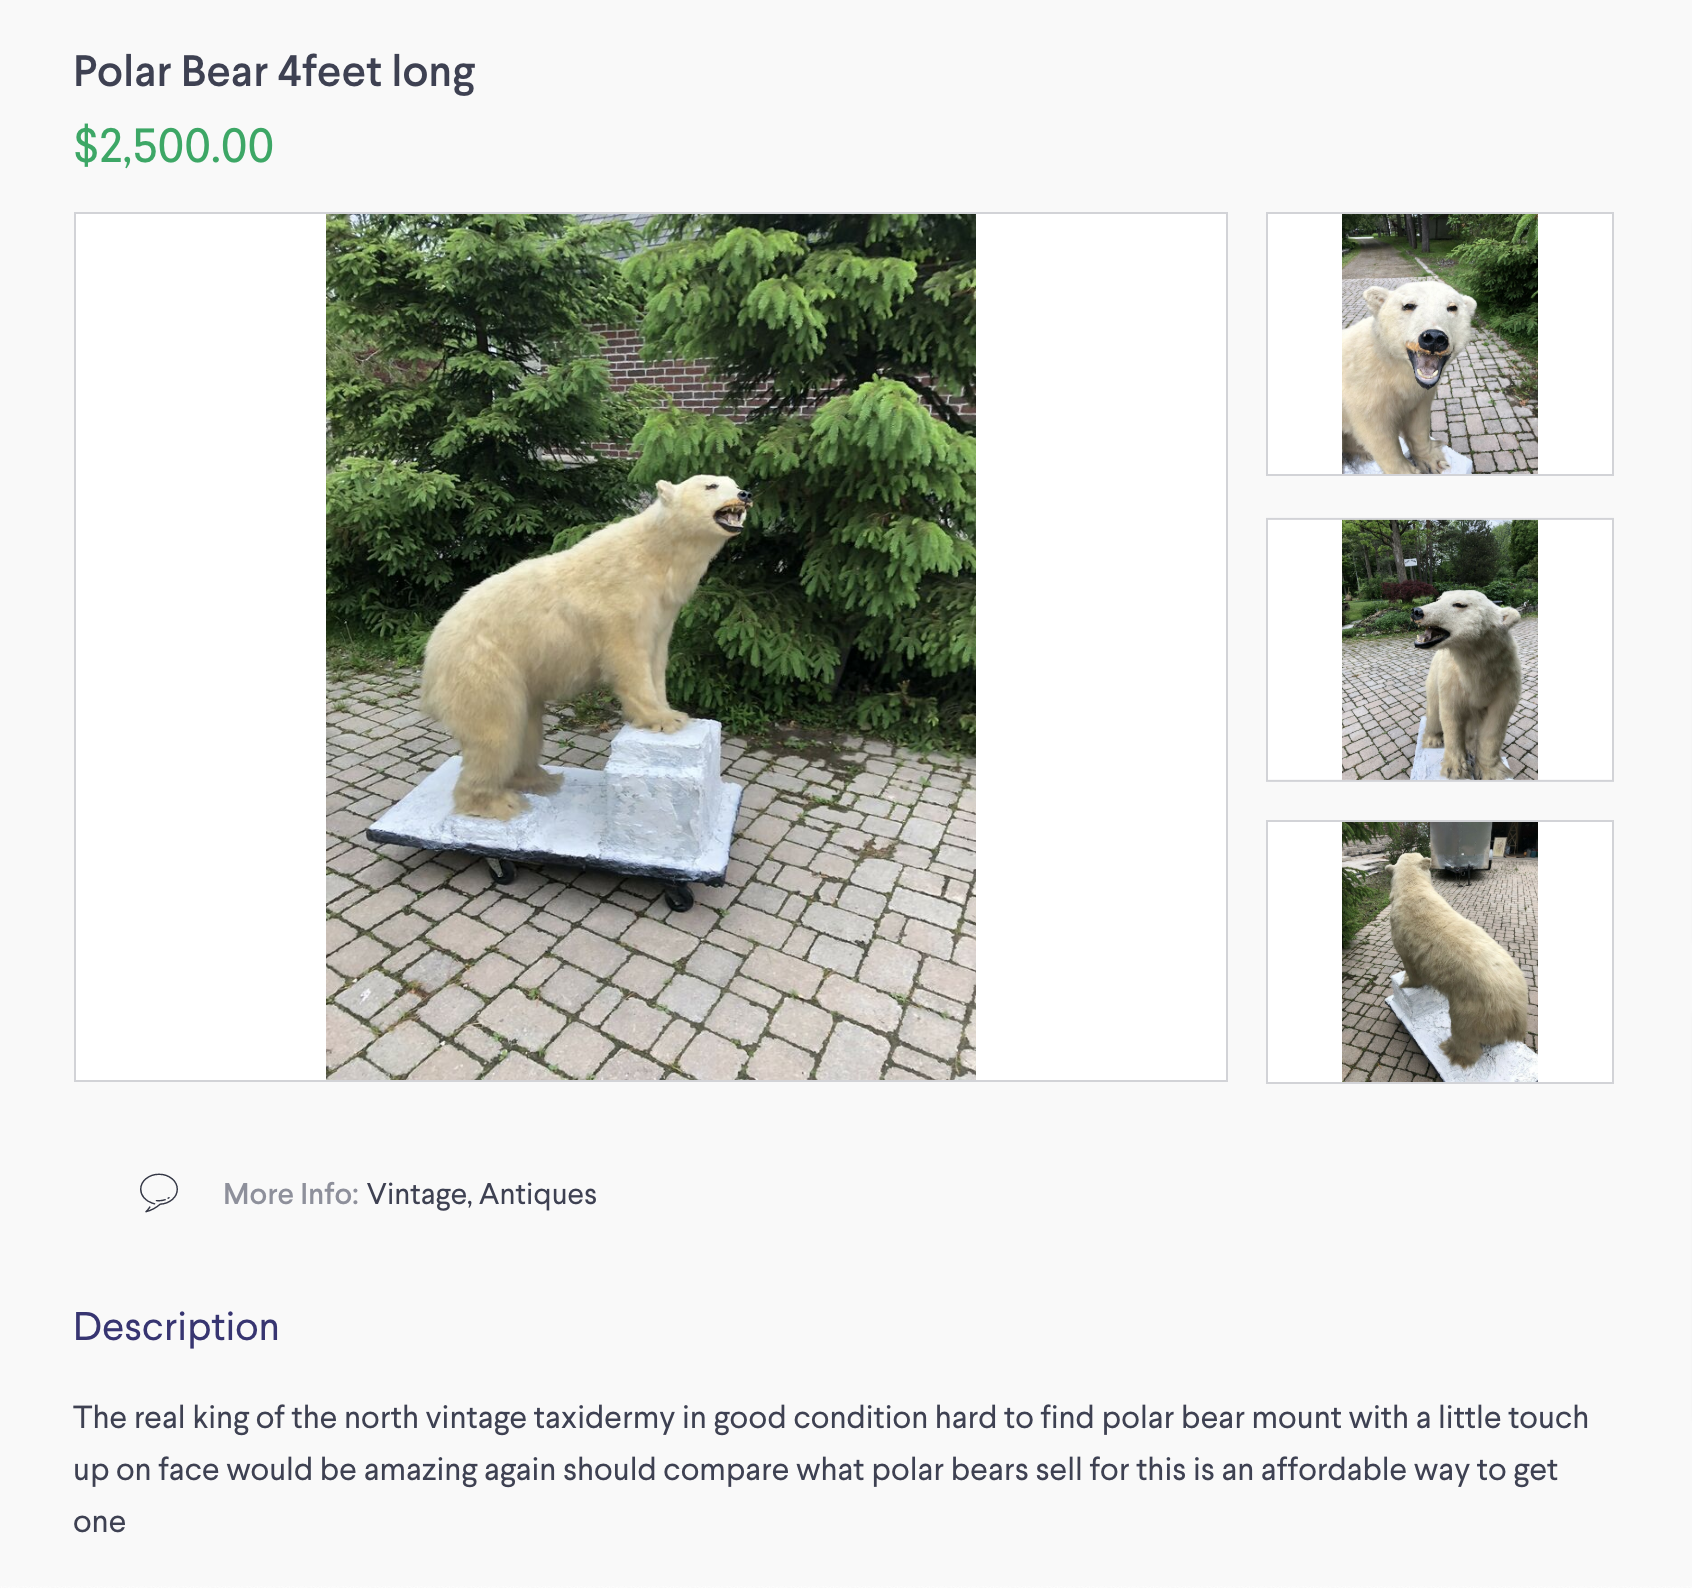 Polar Bear 4feet long
$2,500.00
More Info: Vintage, Antiques
Description
The real king of the north vintage taxidermy in good condition hard to find polar bear mount with a little touch
up on face would be amazing again should compare what polar bears sell for this is an affordable way to get
one